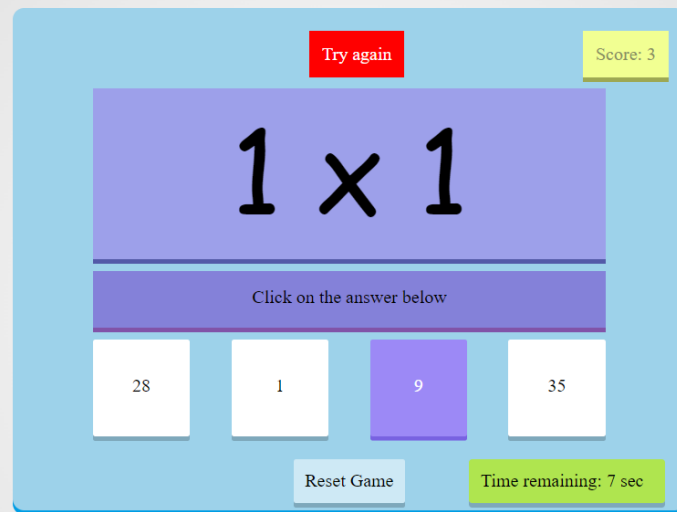 Try again
Score: 3
1 x 1
Click on the answer below
28
1
9
35
Reset Game
Time remaining: 7 sec